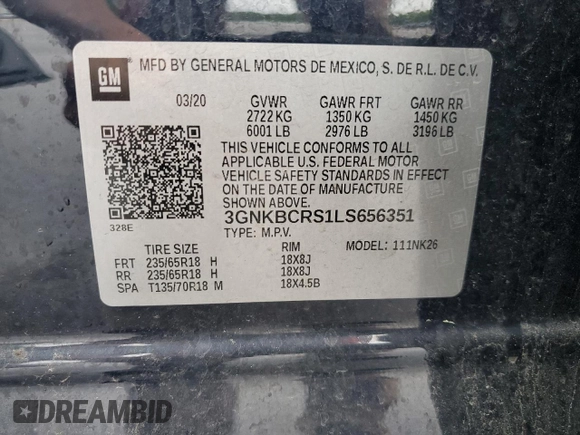 GM
MFD BY GENERAL MOTORS DE MEXICO, S. DE R.L. DE C.V.
03/20 GVWR GAWR FRT GAWR RR
2722 KG 1350 KG 1450 KG
6001 LB 2976 LB 3196 LB
THIS VEHICLE CONFORMS TO ALL
APPLICABLE U.S. FEDERAL MOTOR
VEHICLE SAFETY STANDARDS IN EFFECT
ON THE DATE OF MANUFACTURE
SHOWN ABOVE.
328E
3GNKBCRS1LS656351
TYPE: M.P.V. MODEL: 111NK26
TIRE SIZE RIM
FRT 235/65R18 H 18X8J
RR 235/65R18 H 18X8J
SPA T135/70R18 M 18X4.5B
DREAMBID